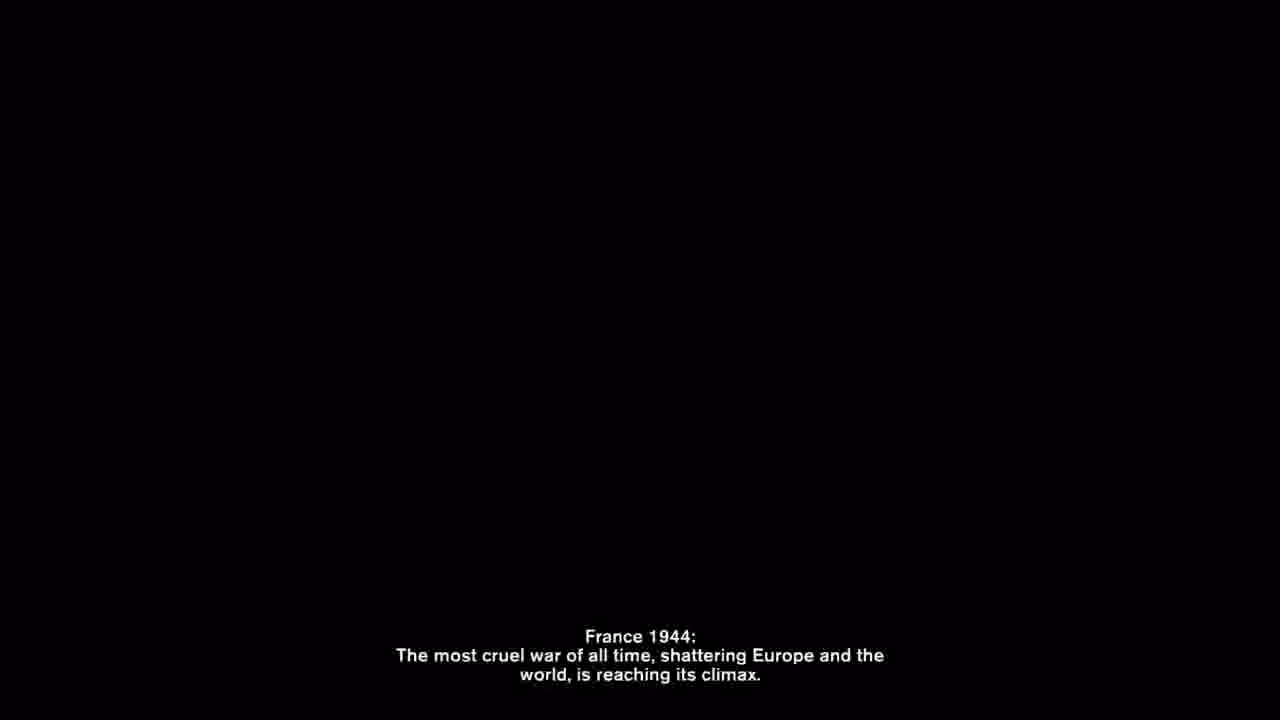 France 1944:
The most cruel war of all time, shattering Europe and the
world, is reaching its climax.